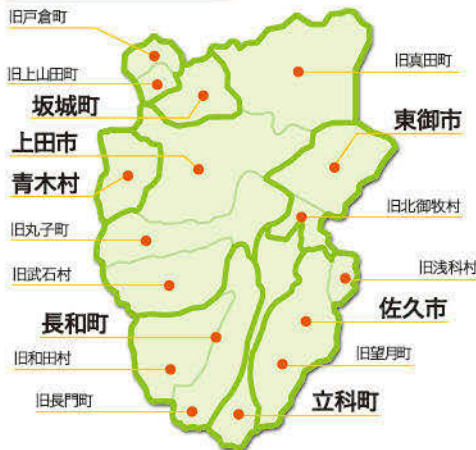 旧戸倉町
旧上山田町
坂城町
上田市
青木村
旧丸子町
旧武石村
長和町
旧和田村
旧長門町
旧真田町
東御市
旧北御牧村
旧浅科村
佐久市
旧望月町
立科町